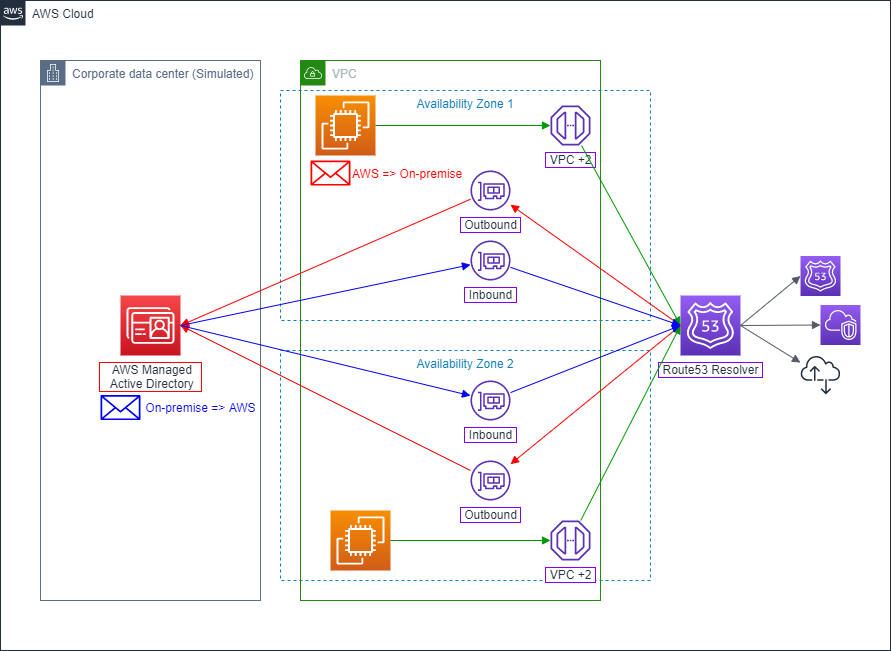 aws
AWS Cloud
Corporate data center (Simulated)
VPC
Availability Zone 1
VPC +2
AWS => On-premise
Outbound
Inbound
53
53
AWS Managed
Active Directory
Route53 Resolver
On-premise => AWS
Availability Zone 2
Inbound
Outbound
VPC +2